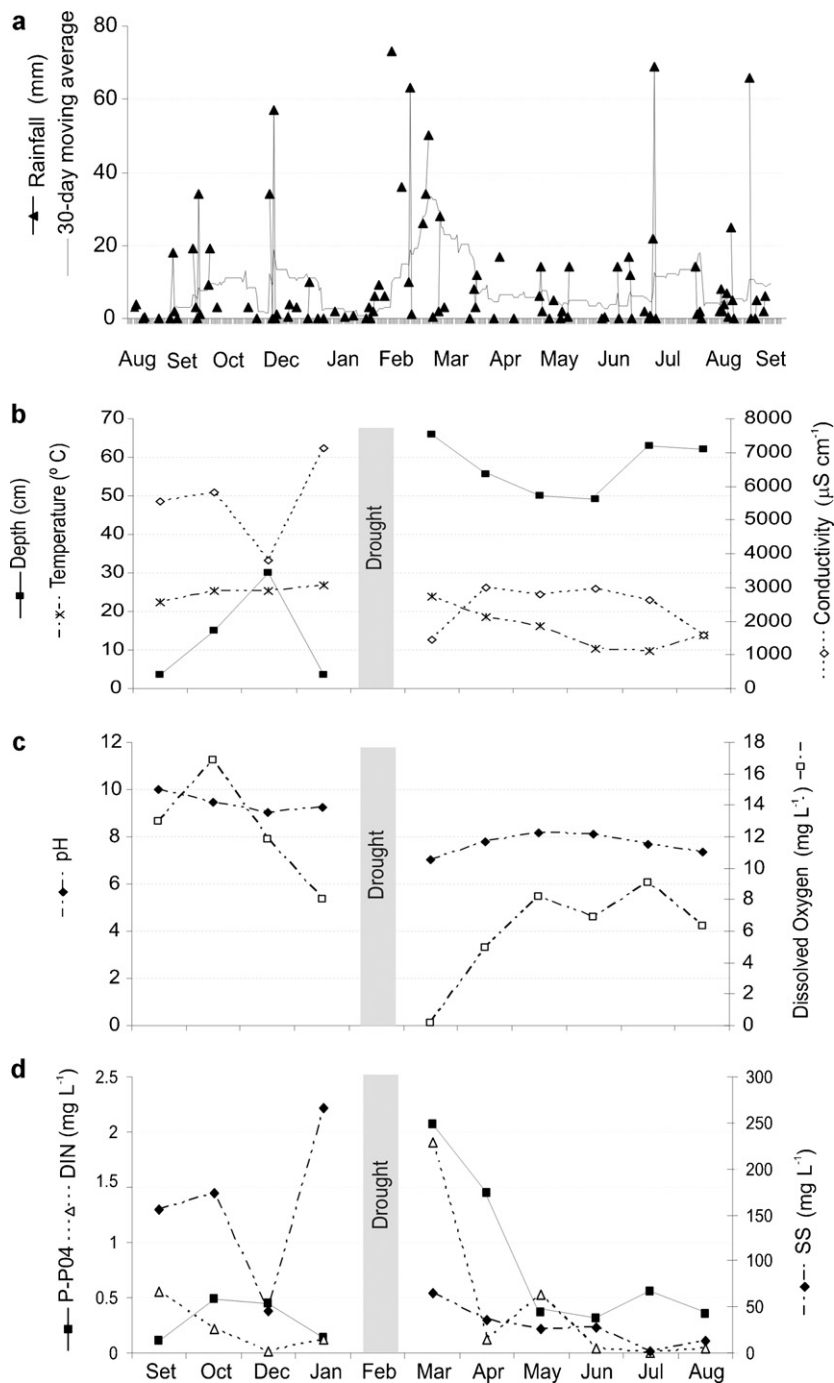 a
Rainfall (mm)
30-day moving average
80
60
40
20
0
Aug Set Oct Dec Jan Feb Mar Apr May Jun Jul Aug Set
b
Depth (cm)
Temperature (º C)
70
60
50
40
30
20
10
0
Drought
8000
7000
6000
5000
4000
3000
2000
1000
0
Conductivity (µS cm⁻¹)
c
pH
12
10
8
6
4
2
0
Drought
18
16
14
12
10
8
6
4
2
0
Dissolved Oxygen (mg L⁻¹)
d
P-P04
DIN (mg L⁻¹)
2.5
2
1.5
1
0.5
0
Drought
300
250
200
150
100
50
0
SS (mg L⁻¹)
Set Oct Dec Jan Feb Mar Apr May Jun Jul Aug